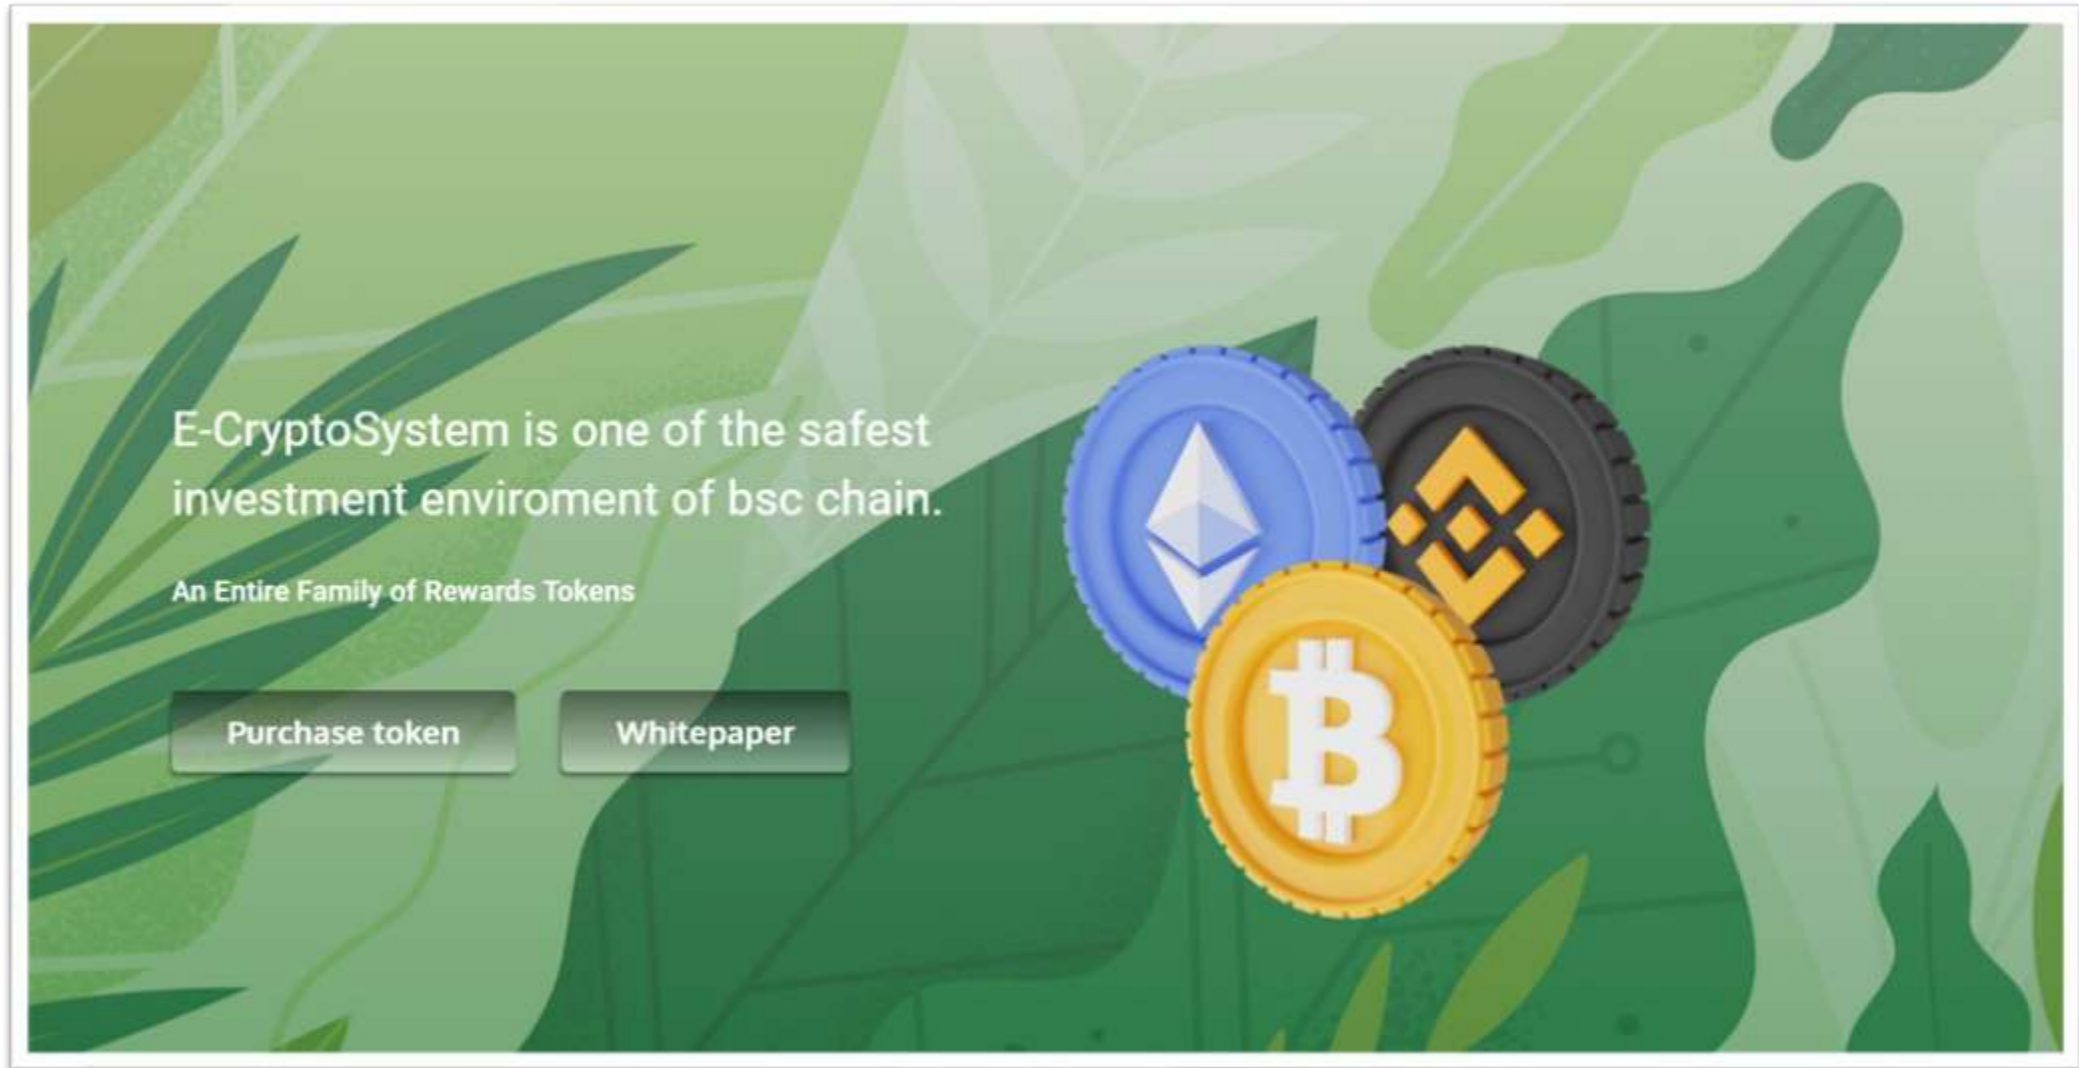 E-CryptoSystem is one of the safest
investment enviroment of bsc chain.
An Entire Family of Rewards Tokens
Purchase token
Whitepaper